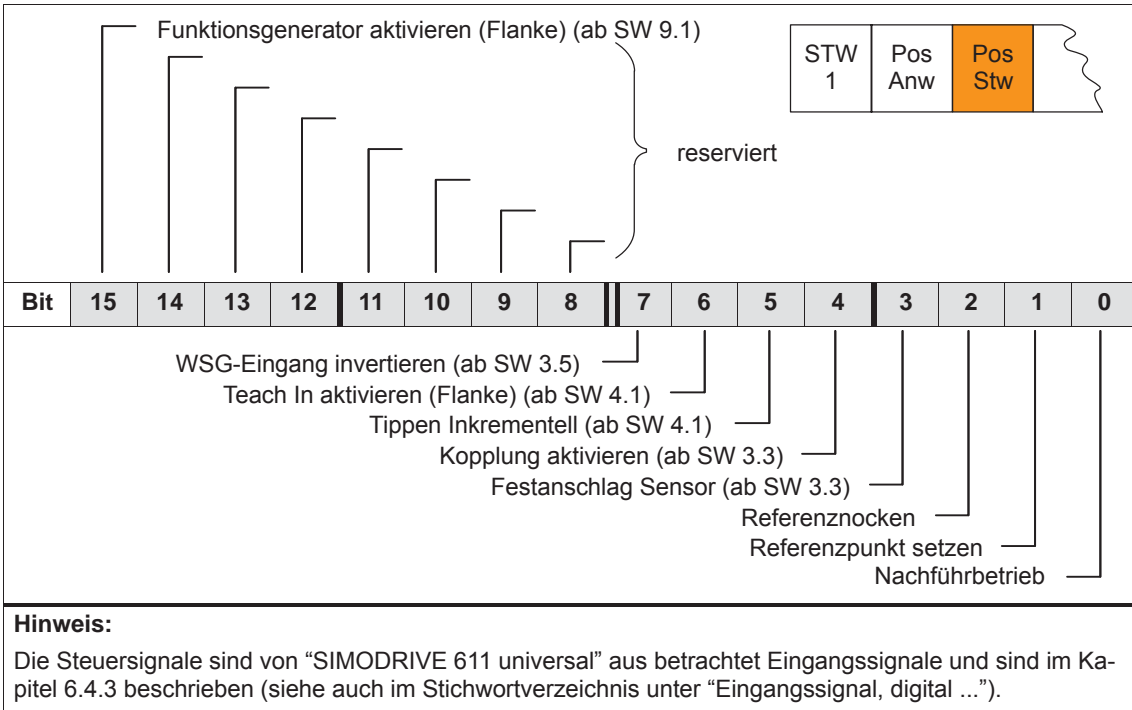 Funktionsgenerator aktivieren (Flanke) (ab SW 9.1)
STW 1
Pos Anw
Pos Stw
reserviert
Bit 15 14 13 12 11 10 9 8 7 6 5 4 3 2 1 0
WSG-Eingang invertieren (ab SW 3.5)
Teach In aktivieren (Flanke) (ab SW 4.1)
Tippen Inkrementell (ab SW 4.1)
Kopplung aktivieren (ab SW 3.3)
Festanschlag Sensor (ab SW 3.3)
Referenznocken
Referenzpunkt setzen
Nachführbetrieb
Hinweis:
Die Steuersignale sind von “SIMODRIVE 611 universal” aus betrachtet Eingangssignale und sind im Ka-
pitel 6.4.3 beschrieben (siehe auch im Stichwortverzeichnis unter “Eingangssignal, digital ...”).